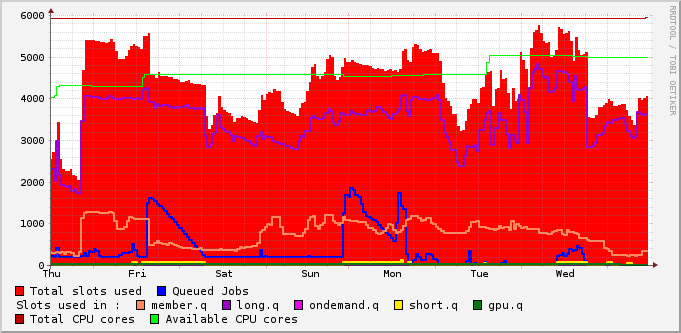 6000
5000
4000
3000
2000
1000
0
Thu Fri Sat Sun Mon Tue Wed
Total slots used Queued Jobs
Slots used in : member.q long.q ondemand.q short.q gpu.q
Total CPU cores Available CPU cores
RRDTOOL / TOBI OETIKER